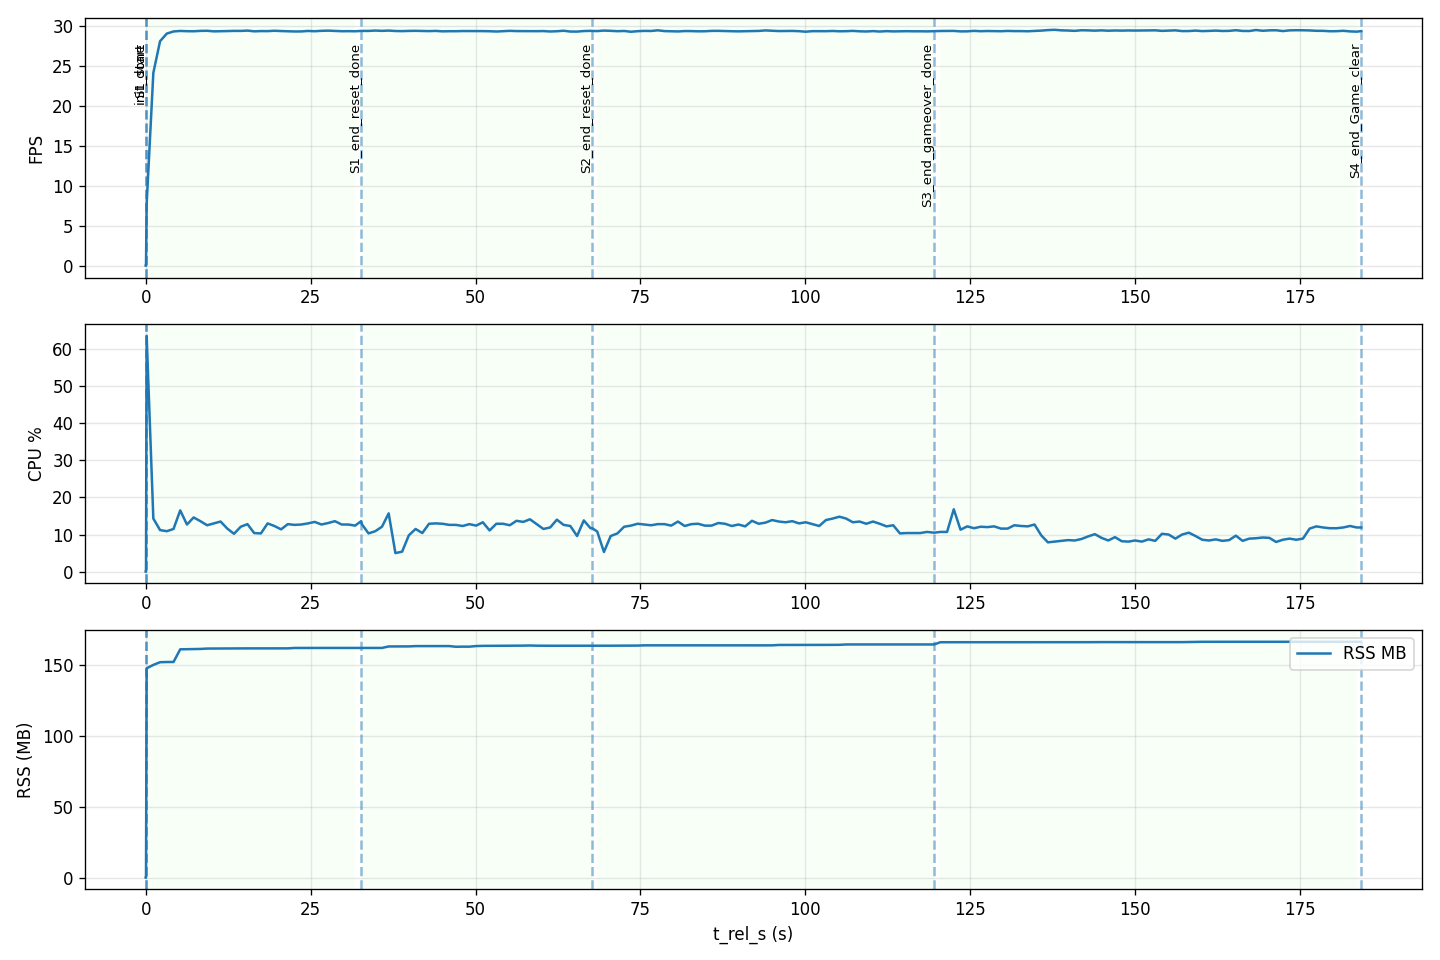 30
25
20
15
10
5
0
FPS
S1_end_reset_done
S2_end_reset_done
S3_end_gameover_done
S4_end_Game_clear
0 25 50 75 100 125 150 175
60
50
40
30
20
10
0
CPU %
0 25 50 75 100 125 150 175
150
100
50
0
RSS (MB)
RSS MB
0 25 50 75 100 125 150 175
t_rel_s (s)